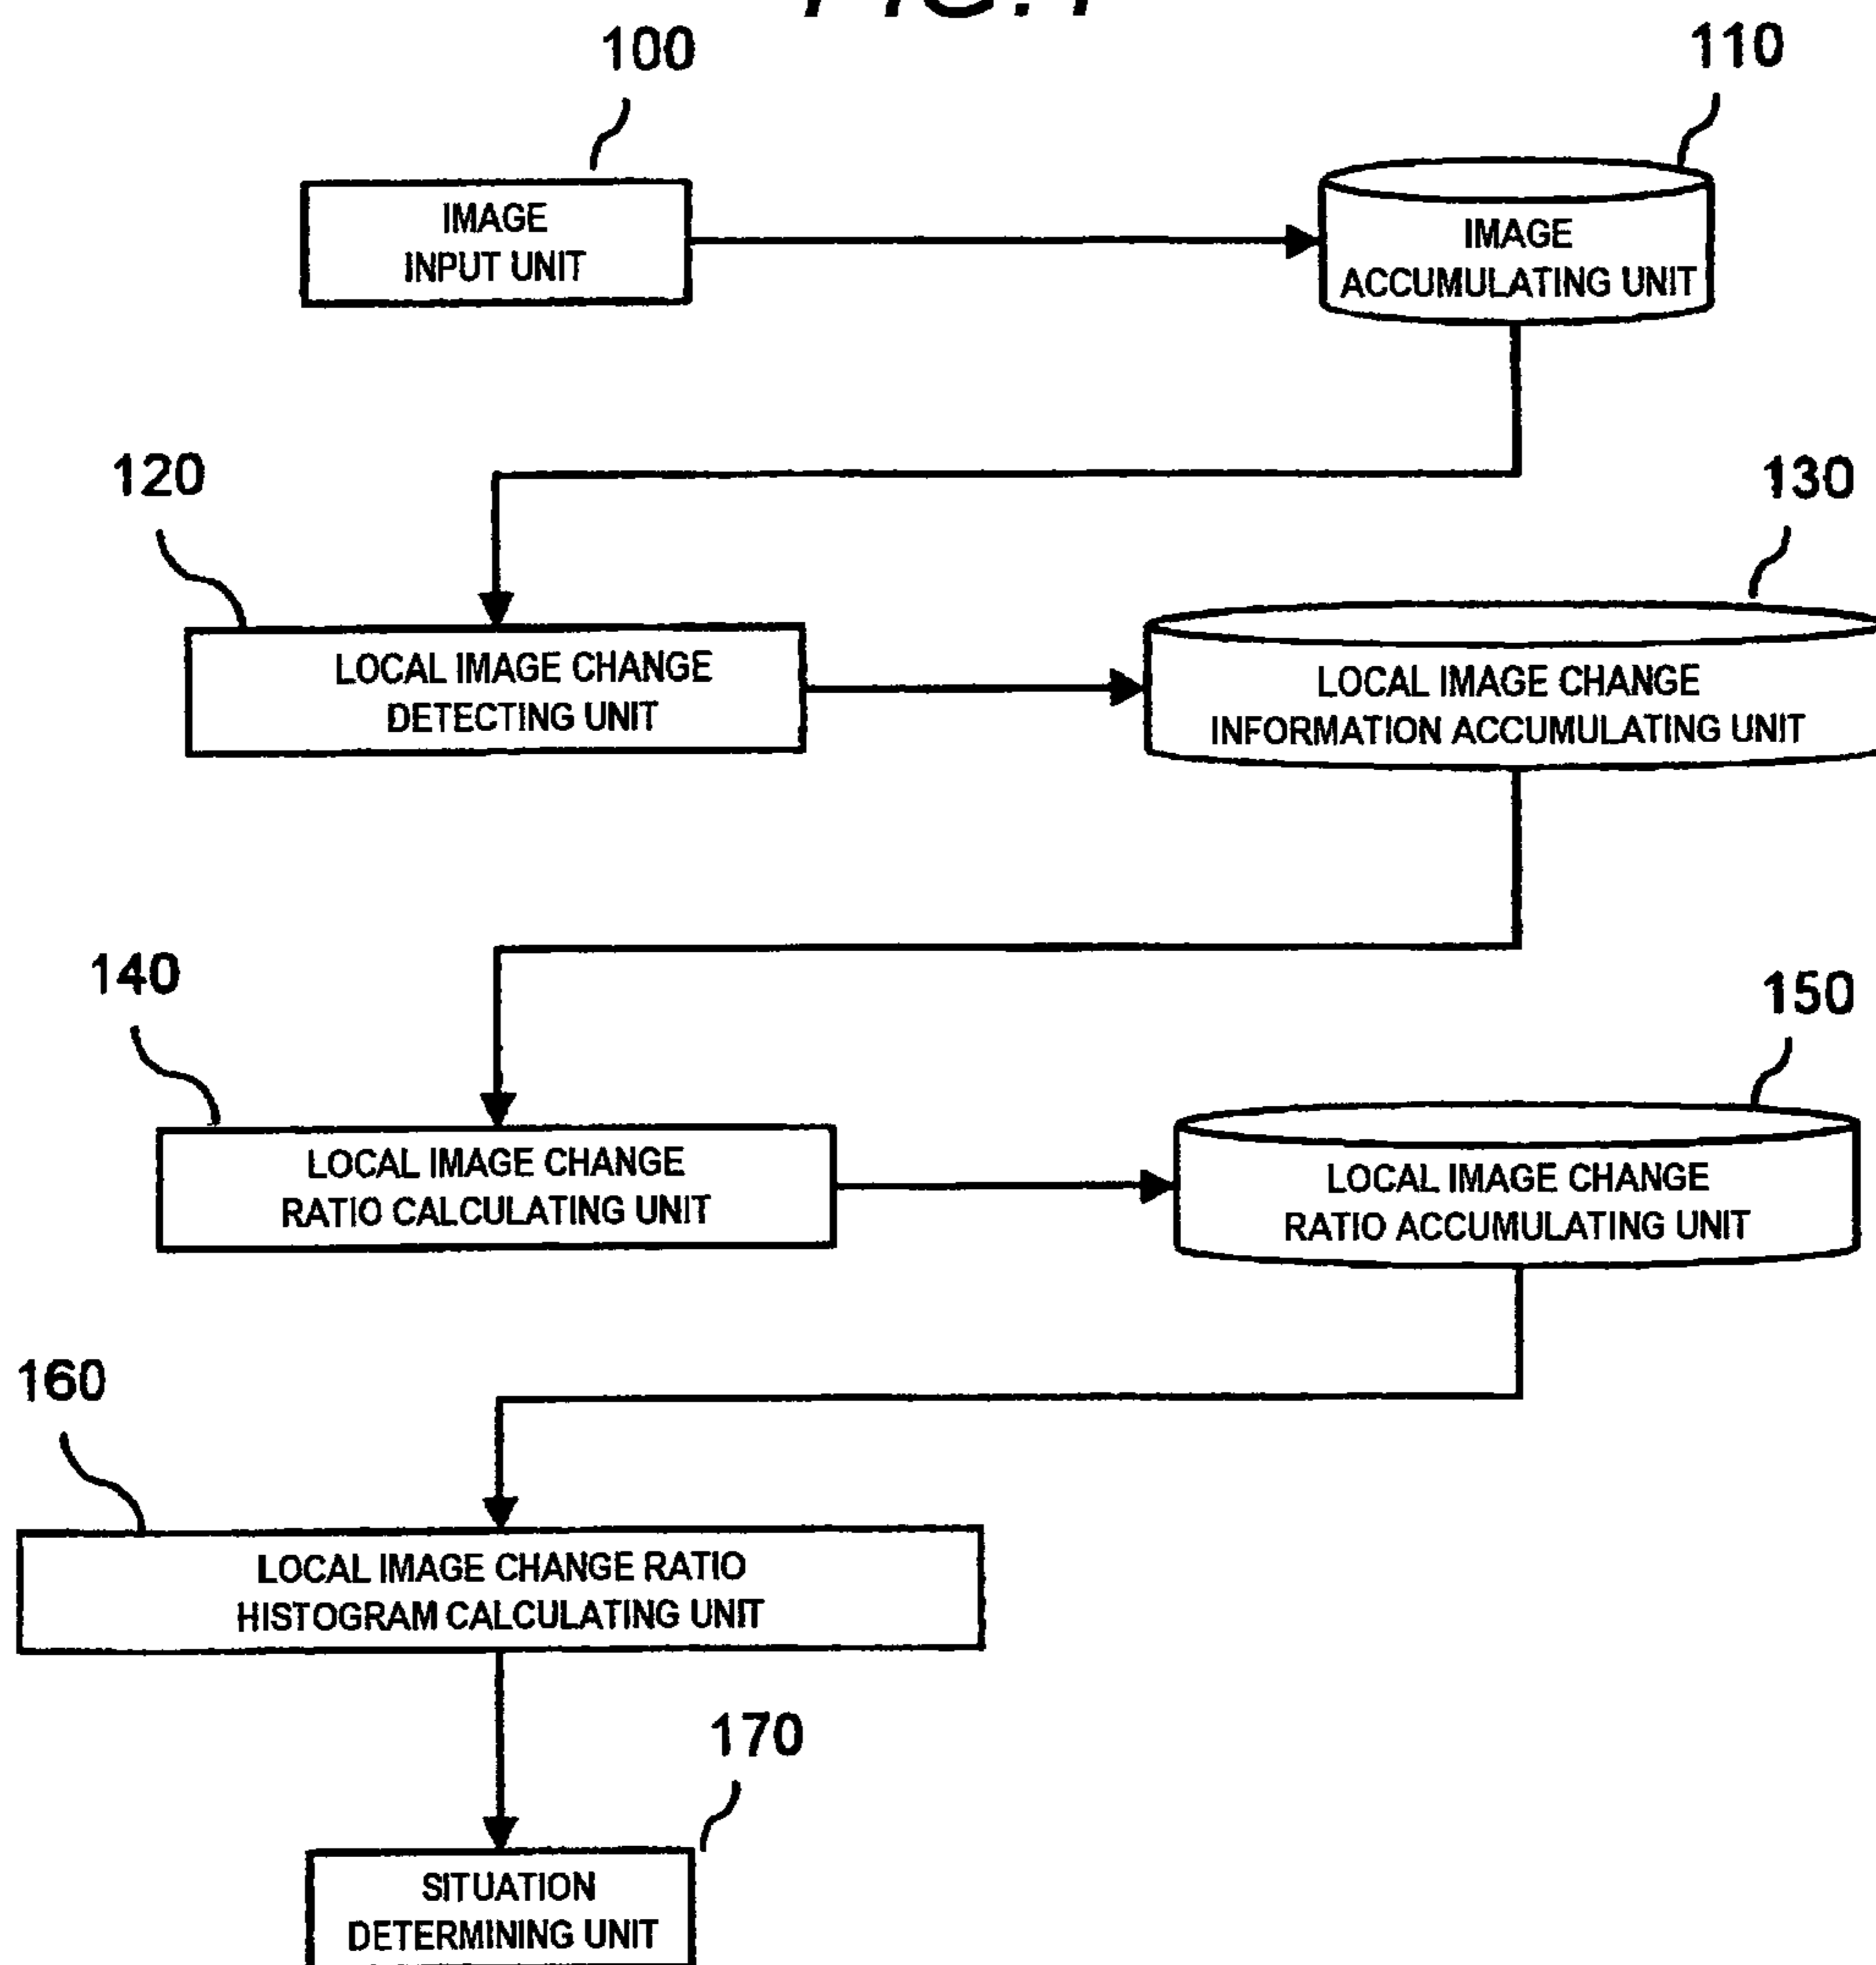 FIG. 1
100
110
IMAGE
INPUT UNIT
IMAGE
ACCUMULATING UNIT
120
130
LOCAL IMAGE CHANGE
DETECTING UNIT
LOCAL IMAGE CHANGE
INFORMATION ACCUMULATING UNIT
140
150
LOCAL IMAGE CHANGE
RATIO CALCULATING UNIT
LOCAL IMAGE CHANGE
RATIO ACCUMULATING UNIT
160
LOCAL IMAGE CHANGE RATIO
HISTOGRAM CALCULATING UNIT
170
SITUATION
DETERMINING UNIT